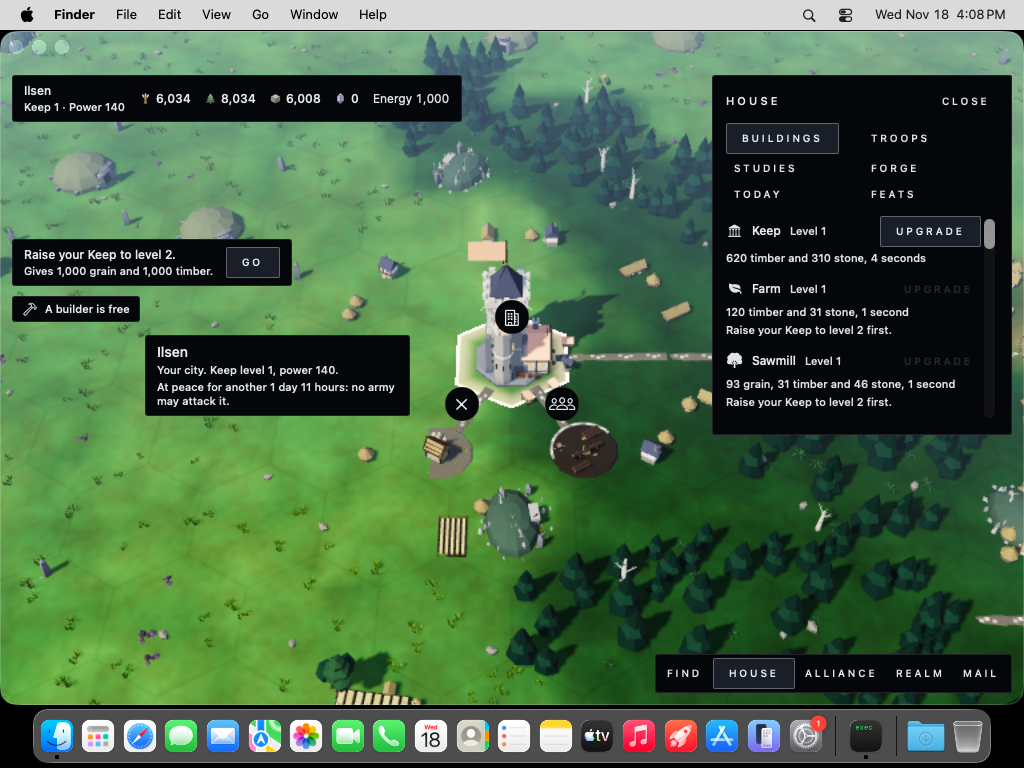 Finder File Edit View Go Window Help
Wed Nov 18 4:08 PM
Ilsen
Keep 1 · Power 140
6,034
8,034
6,008
0
Energy 1,000
HOUSE
CLOSE
BUILDINGS
TROOPS
STUDIES
FORGE
TODAY
FEATS
Keep Level 1
UPGRADE
620 timber and 310 stone, 4 seconds
Farm Level 1
UPGRADE
120 timber and 31 stone, 1 second
Raise your Keep to level 2 first.
Sawmill Level 1
UPGRADE
93 grain, 31 timber and 46 stone, 1 second
Raise your Keep to level 2 first.
Raise your Keep to level 2.
Gives 1,000 grain and 1,000 timber.
GO
A builder is free
Ilsen
Your city. Keep level 1, power 140.
At peace for another 1 day 11 hours: no army
may attack it.
FIND
HOUSE
ALLIANCE
REALM
MAIL
Wed
18
tv
1
exec